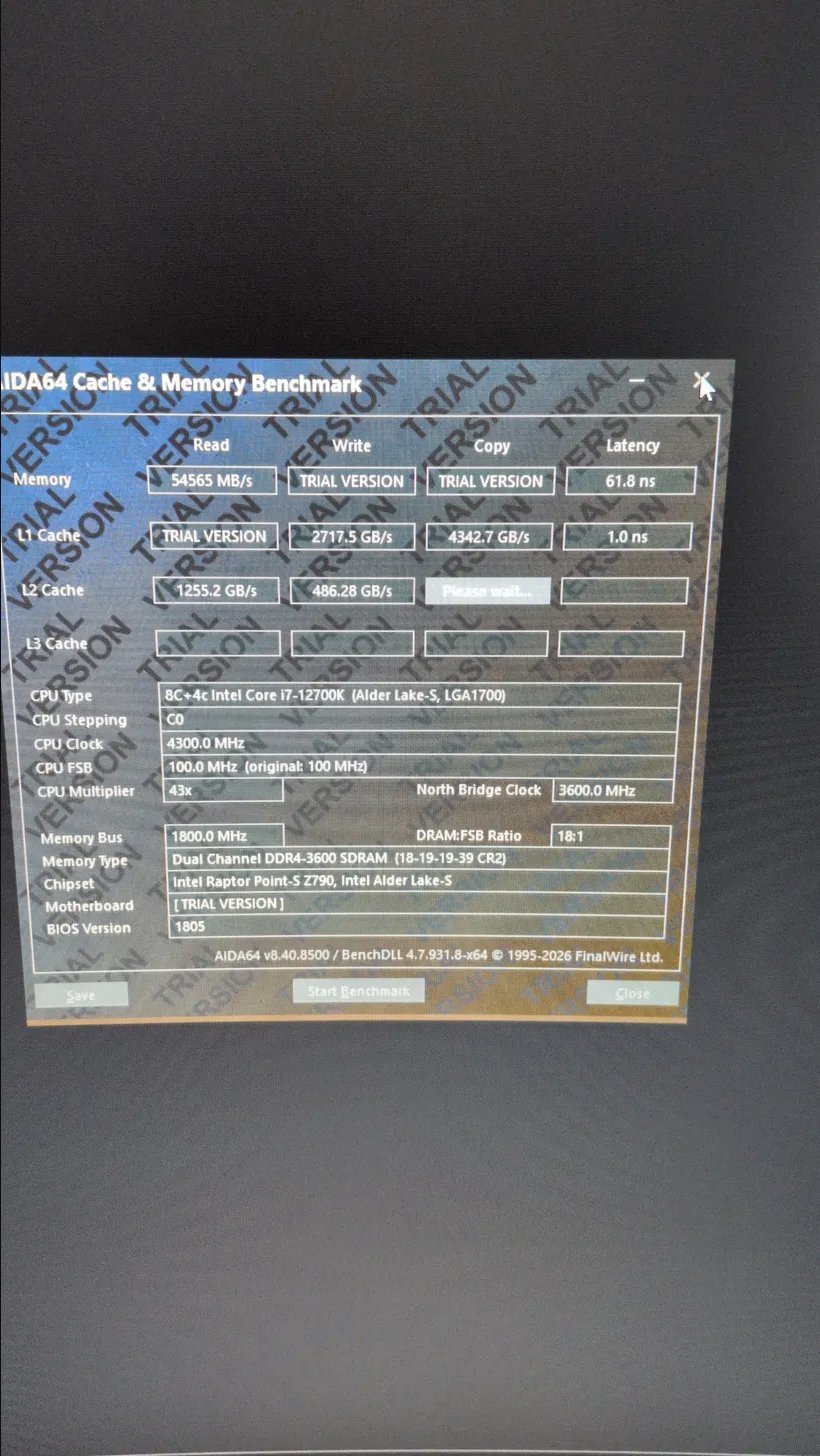 AIDA64 Cache & Memory Benchmark
Read Write Copy Latency
Memory 54565 MB/s TRIAL VERSION TRIAL VERSION 61.8 ns
L1 Cache TRIAL VERSION 2717.5 GB/s 4342.7 GB/s 1.0 ns
L2 Cache 1255.2 GB/s 486.28 GB/s Please wait...
L3 Cache
CPU Type 8C+4c Intel Core i7-12700K (Alder Lake-S, LGA1700)
CPU Stepping C0
CPU Clock 4300.0 MHz
CPU FSB 100.0 MHz (original: 100 MHz)
CPU Multiplier 43x North Bridge Clock 3600.0 MHz
Memory Bus 1800.0 MHz DRAM:FSB Ratio 18:1
Memory Type Dual Channel DDR4-3600 SDRAM (18-19-19-39 CR2)
Chipset Intel Raptor Point-S Z790, Intel Alder Lake-S
Motherboard [ TRIAL VERSION ]
BIOS Version 1805
AIDA64 v8.40.8500 / BenchDLL 4.7.931.8-x64 © 1995-2026 FinalWire Ltd.
Save Start Benchmark Close
TRIAL VERSION